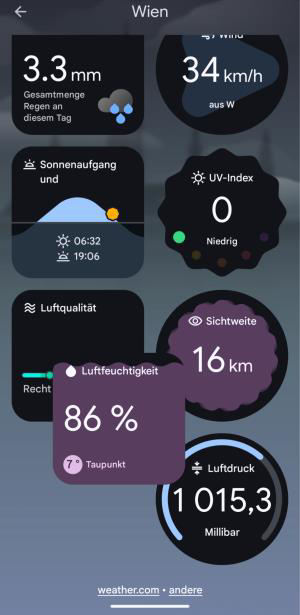 Wien
3.3 mm
Gesamtmenge
Regen an
diesem Tag
Wind
34 km/h
aus W
Sonnenaufgang
und
06:32
19:06
UV-Index
0
Niedrig
Luftqualität
Recht
Sichtweite
16 km
Luftfeuchtigkeit
86 %
7° Taupunkt
Luftdruck
1 015,3
Millibar
weather.com • andere